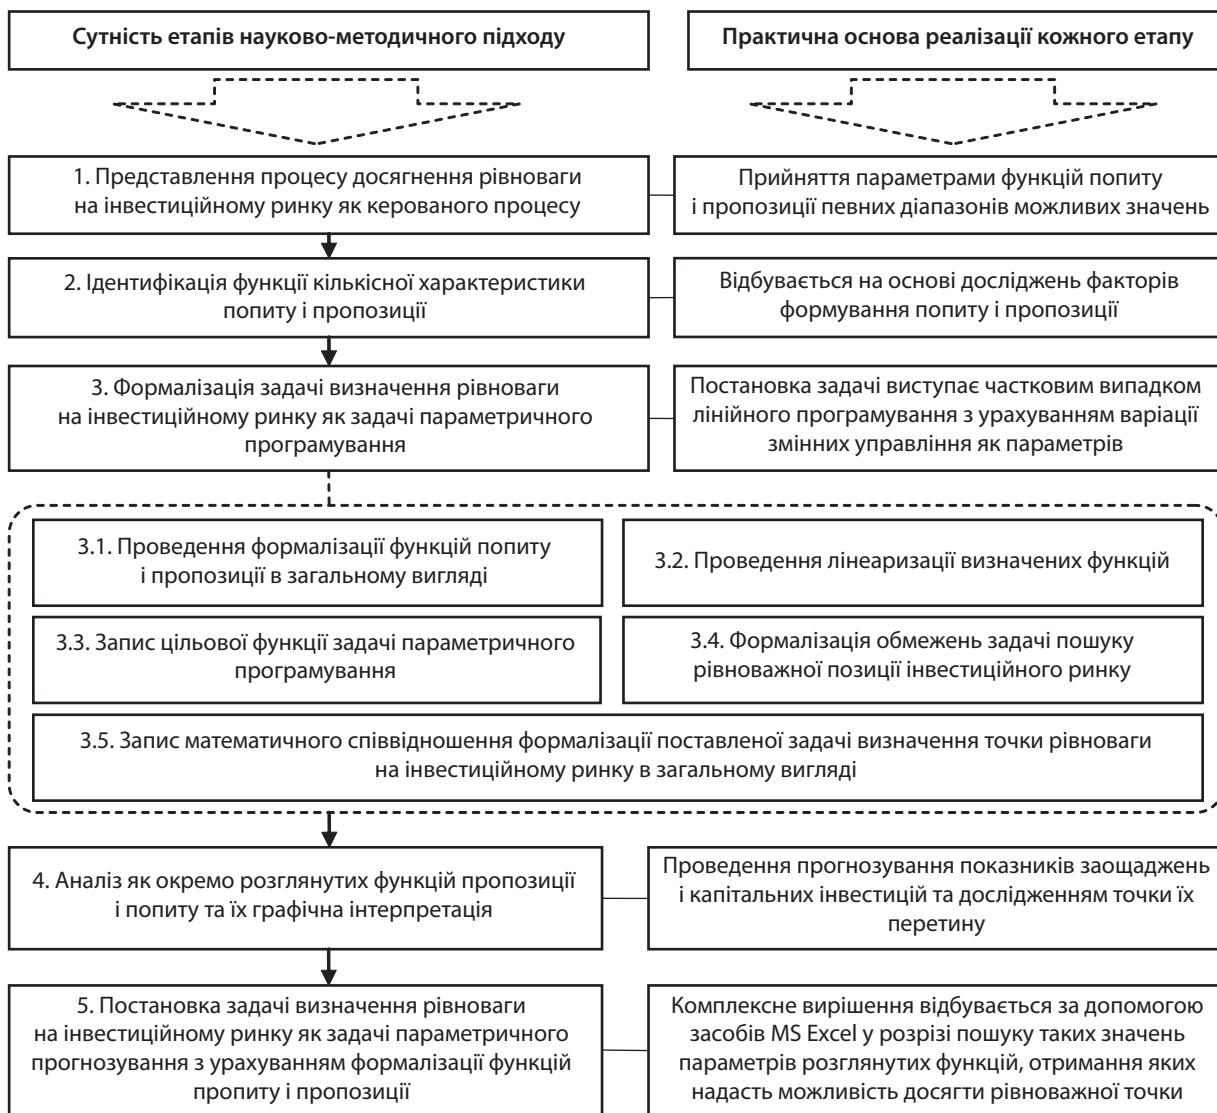 Сутність етапів науково-методичного підходу
Практична основа реалізації кожного етапу
1. Представлення процесу досягнення рівноваги
на інвестиційному ринку як керованого процесу
Прийняття параметрами функцій попиту
і пропозиції певних діапазонів можливих значень
2. Ідентифікація функції кількісної характеристики
попиту і пропозиції
Відбувається на основі досліджень факторів
формування попиту і пропозиції
3. Формалізація задачі визначення рівноваги
на інвестиційному ринку як задачі параметричного
програмування
Постановка задачі виступає частковим випадком
лінійного програмування з урахуванням варіації
змінних управління як параметрів
3.1. Проведення формалізації функцій попиту
і пропозиції в загальному вигляді
3.2. Проведення лінеаризації визначених функцій
3.3. Запис цільової функції задачі параметричного
програмування
3.4. Формалізація обмежень задачі пошуку
рівноважної позиції інвестиційного ринку
3.5. Запис математичного співвідношення формалізації поставленої задачі визначення точки рівноваги
на інвестиційному ринку в загальному вигляді
4. Аналіз як окремо розглянутих функцій пропозиції
і попиту та їх графічна інтерпретація
Проведення прогнозування показників заощаджень
і капітальних інвестицій та дослідженням точки їх
перетину
5. Постановка задачі визначення рівноваги
на інвестиційному ринку як задачі параметричного
прогнозування з урахуванням формалізації функцій
пропиту і пропозиції
Комплексне вирішення відбувається за допомогою
засобів MS Excel у розрізі пошуку таких значень
параметрів розглянутих функцій, отримання яких
надасть можливість досягти рівноважної точки